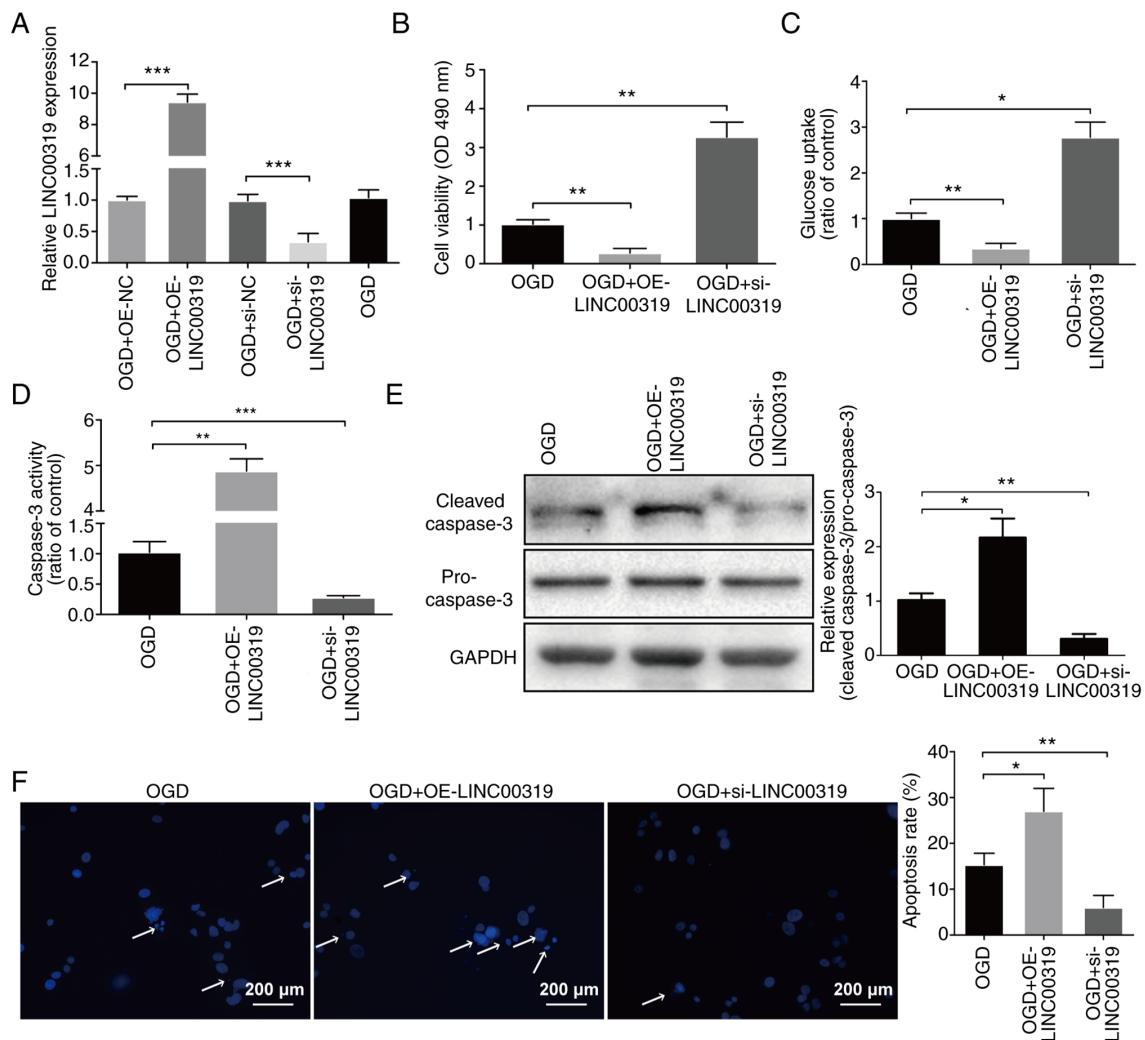 A
Relative LINC00319 expression
12
10
8
6
1.5
1.0
0.5
0.0
***
***
OGD+OE-NC
OGD+OE-
LINC00319
OGD+si-NC
OGD+si-
LINC00319
OGD
B
Cell viability (OD 490 nm)
5
4
3
2
1
0
**
**
OGD
OGD+OE-
LINC00319
OGD+si-
LINC00319
C
Glucose uptake
(ratio of control)
4
3
2
1
0
*
**
OGD
OGD+OE-
LINC00319
OGD+si-
LINC00319
D
Caspase-3 activity
(ratio of control)
6
5
4
1.5
1.0
0.5
0.0
***
**
OGD
OGD+OE-
LINC00319
OGD+si-
LINC00319
E
OGD
OGD+OE-
LINC00319
OGD+si-
LINC00319
Cleaved
caspase-3
Pro-
caspase-3
GAPDH
Relative expression
(cleaved caspase-3/pro-caspase-3)
3
2
1
0
**
*
OGD
OGD+OE-
LINC00319
OGD+si-
LINC00319
F
OGD
OGD+OE-LINC00319
OGD+si-LINC00319
200 μm
200 μm
200 μm
Apoptosis rate (%)
40
30
20
10
0
**
*
OGD
OGD+OE-
LINC00319
OGD+si-
LINC00319